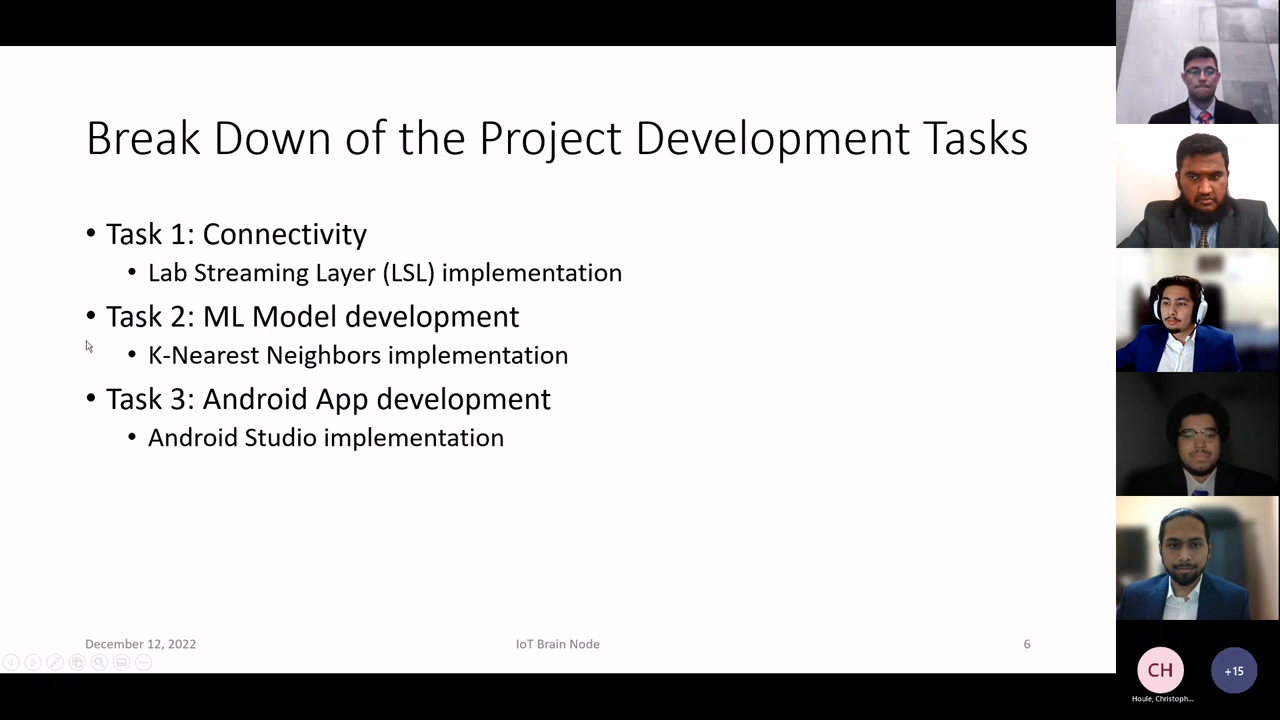 Break Down of the Project Development Tasks
• Task 1: Connectivity
• Lab Streaming Layer (LSL) implementation
• Task 2: ML Model development
• K-Nearest Neighbors implementation
• Task 3: Android App development
• Android Studio implementation
December 12, 2022
IoT Brain Node
6
CH
+15
Houle, Christoph...